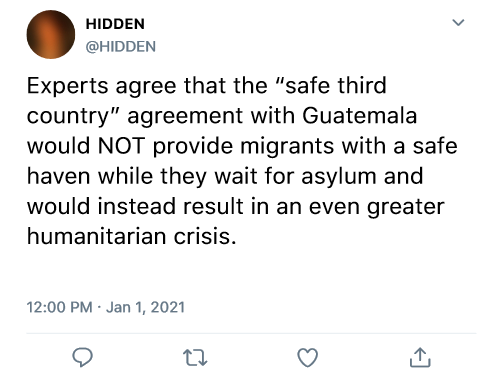 HIDDEN
@HIDDEN
Experts agree that the “safe third
country” agreement with Guatemala
would NOT provide migrants with a safe
haven while they wait for asylum and
would instead result in an even greater
humanitarian crisis.
12:00 PM · Jan 1, 2021